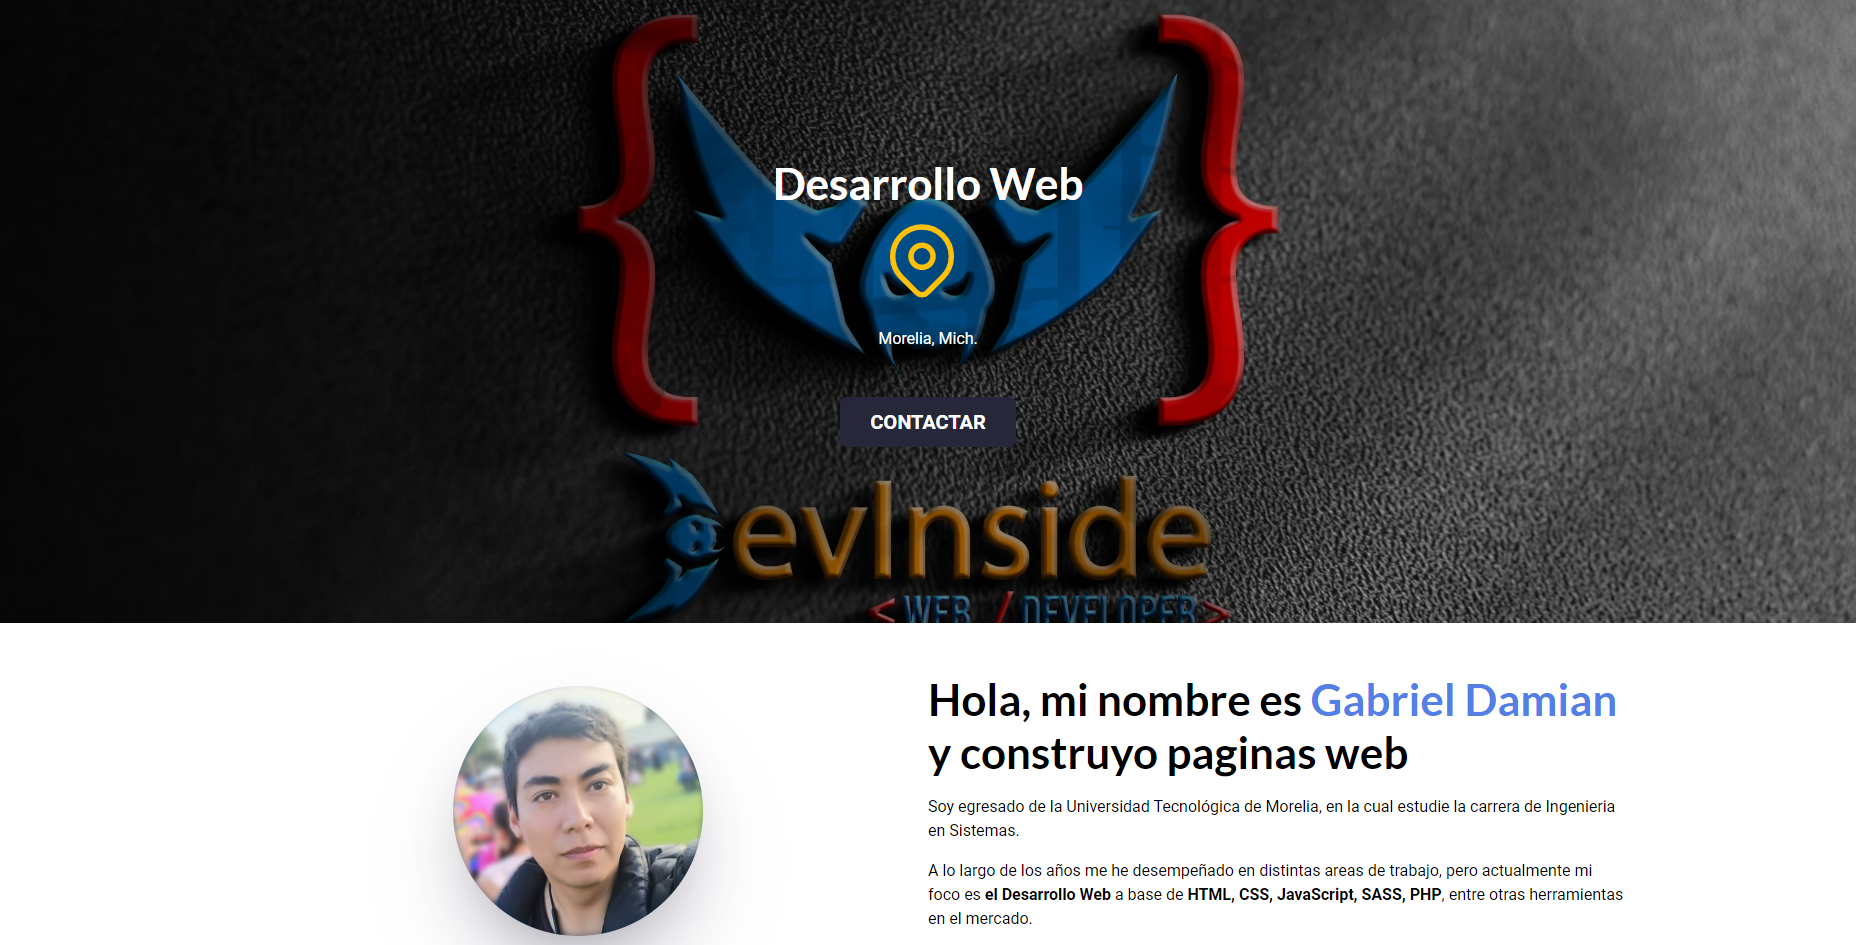 Desarrollo Web
Morelia, Mich.
CONTACTAR
evInside
< WEB / DEVELOPER >
Hola, mi nombre es Gabriel Damian
y construyo paginas web
Soy egresado de la Universidad Tecnológica de Morelia, en la cual estudie la carrera de Ingenieria
en Sistemas.
A lo largo de los años me he desempeñado en distintas areas de trabajo, pero actualmente mi
foco es el Desarrollo Web a base de HTML, CSS, JavaScript, SASS, PHP, entre otras herramientas
en el mercado.